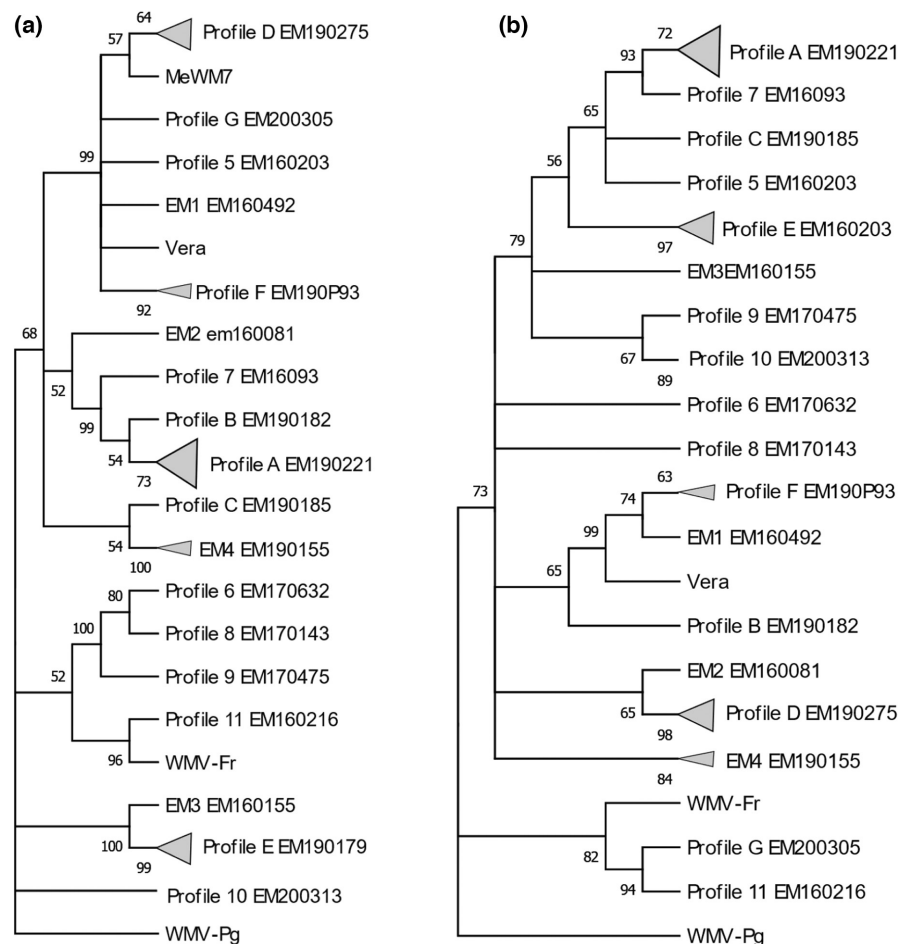 (a)
64
57
Profile D EM190275
MeWM7
Profile G EM200305
99
Profile 5 EM160203
EM1 EM160492
Vera
Profile F EM190P93
92
68
EM2 em160081
52
Profile 7 EM16093
99
Profile B EM190182
54
Profile A EM190221
73
Profile C EM190185
54
EM4 EM190155
100
80
Profile 6 EM170632
100
Profile 8 EM170143
52
Profile 9 EM170475
Profile 11 EM160216
96
WMV-Fr
EM3 EM160155
100
Profile E EM190179
99
Profile 10 EM200313
WMV-Pg
(b)
72
93
Profile A EM190221
Profile 7 EM16093
65
Profile C EM190185
56
Profile 5 EM160203
Profile E EM160203
97
79
EM3EM160155
Profile 9 EM170475
67
Profile 10 EM200313
89
Profile 6 EM170632
Profile 8 EM170143
73
63
74
Profile F EM190P93
99
EM1 EM160492
65
Vera
Profile B EM190182
EM2 EM160081
65
Profile D EM190275
98
EM4 EM190155
84
WMV-Fr
82
Profile G EM200305
94
Profile 11 EM160216
WMV-Pg